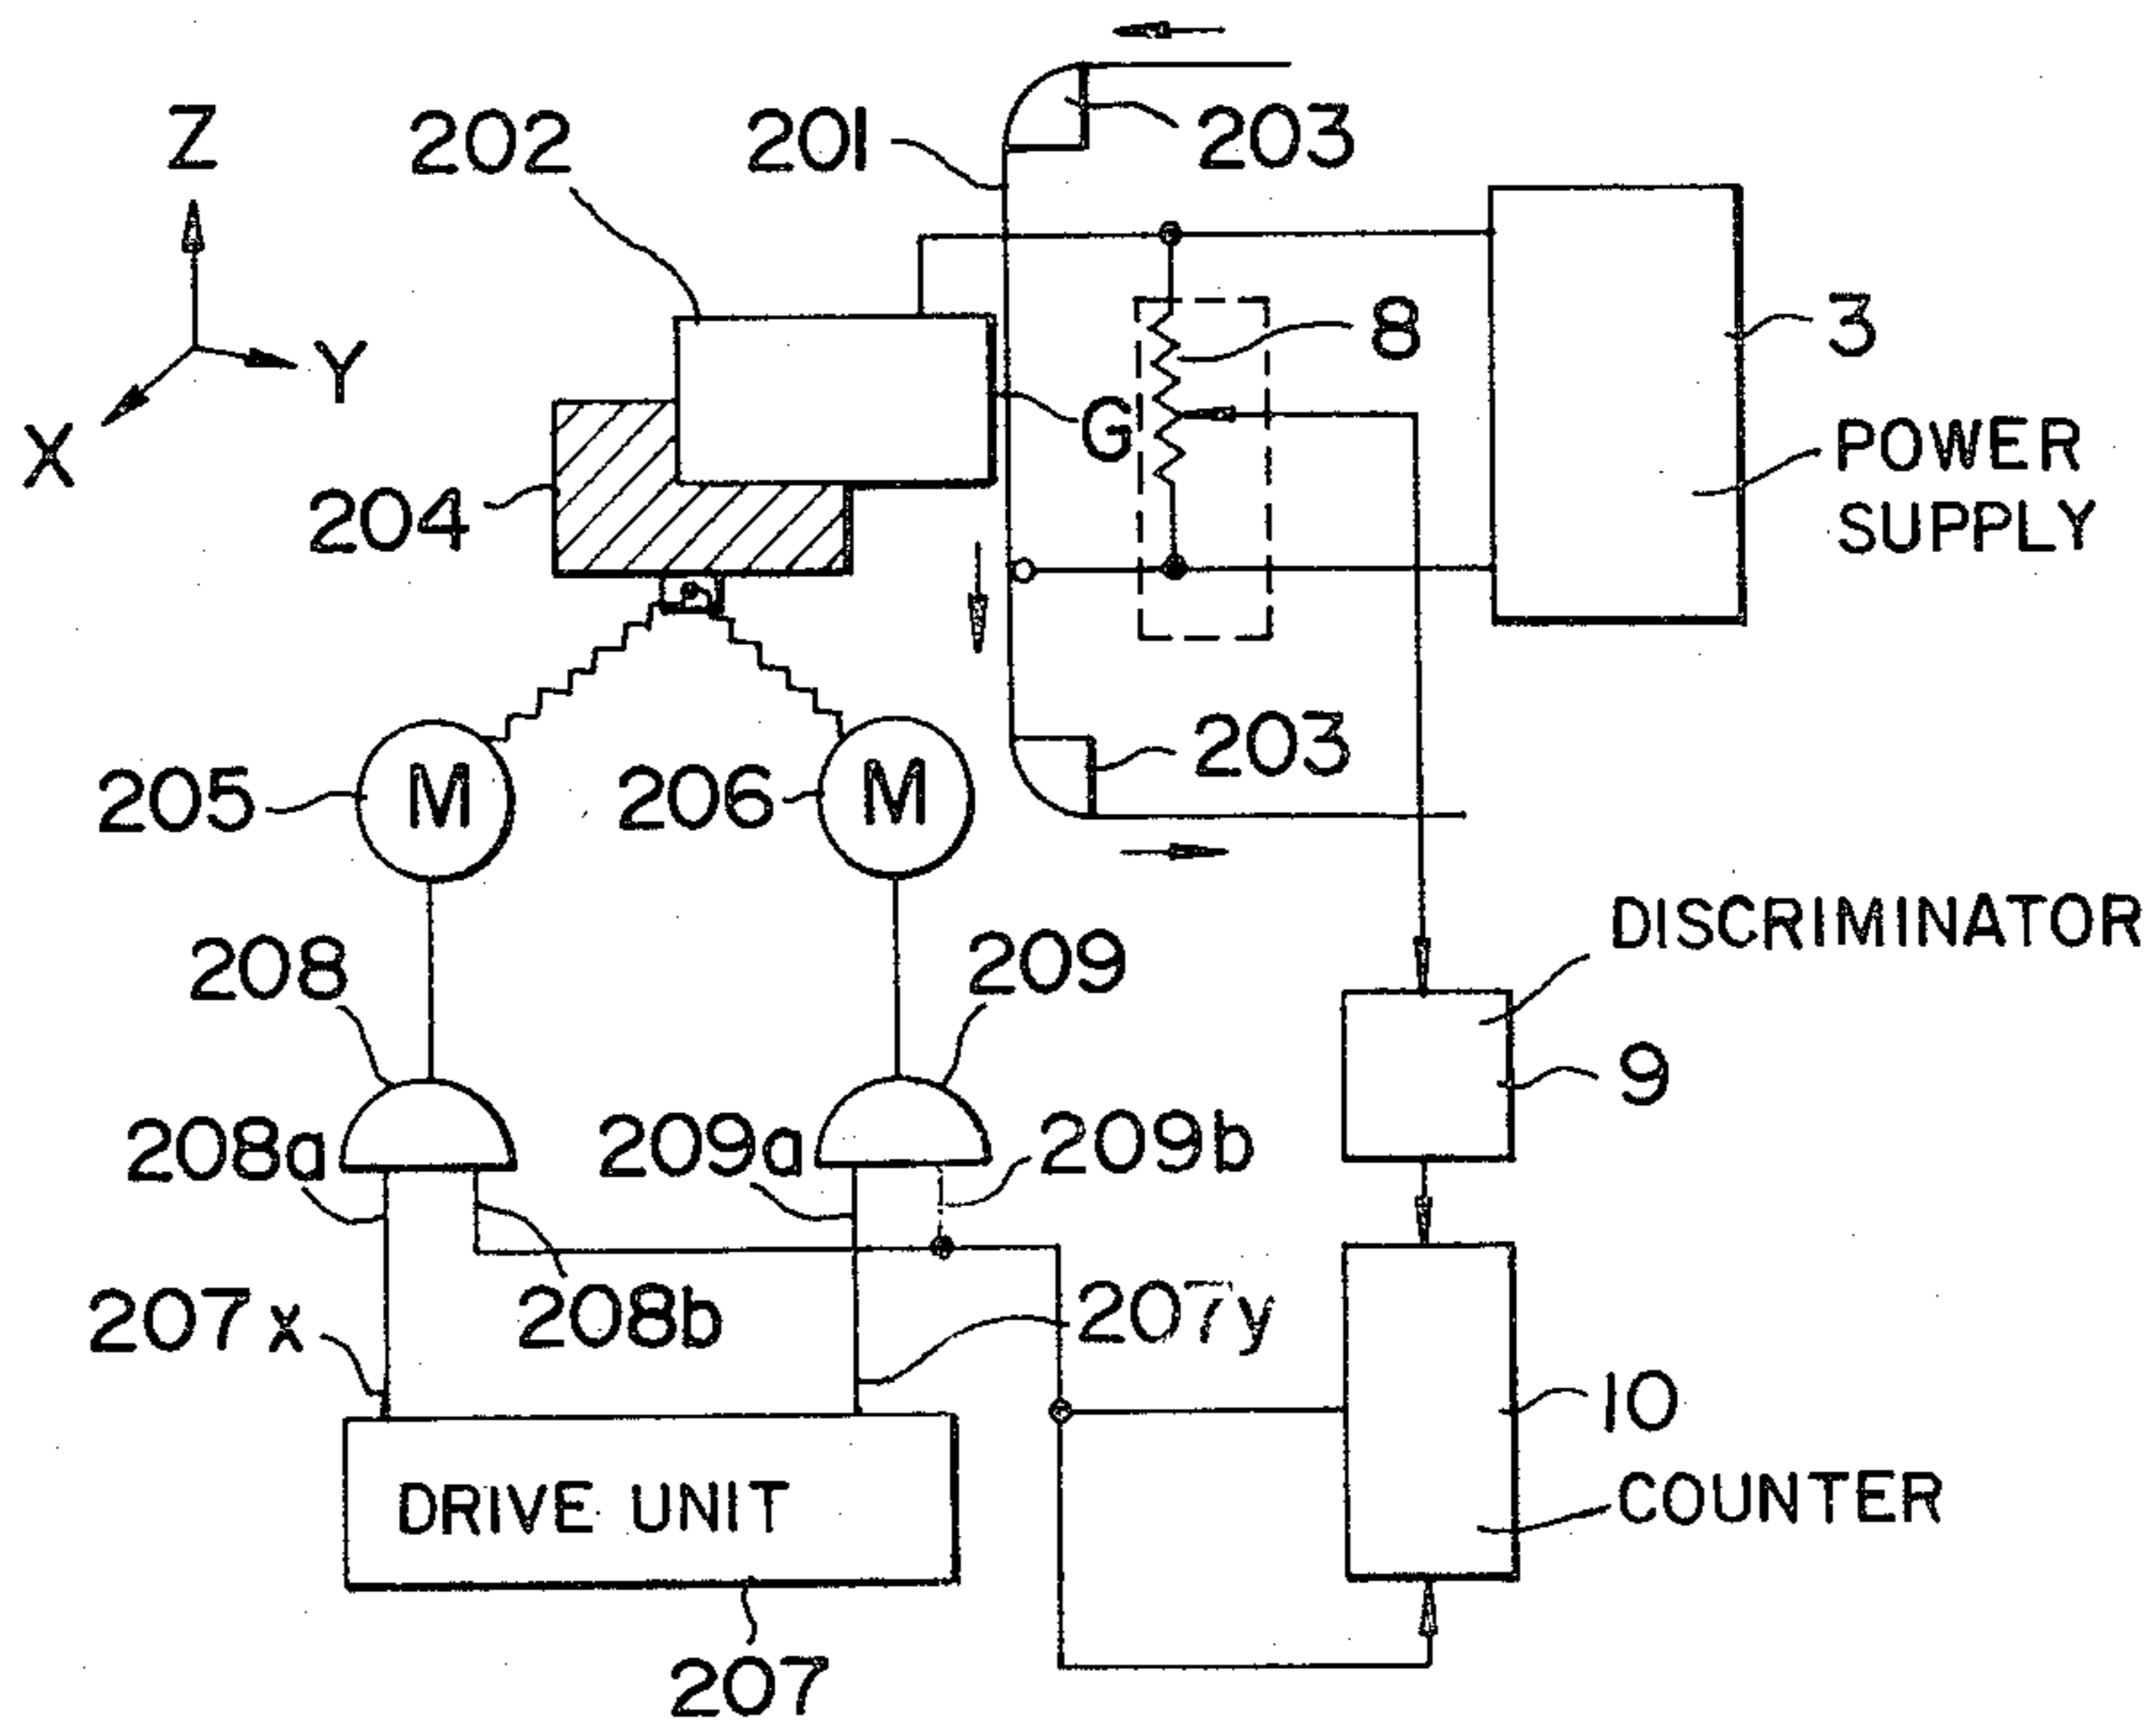 Z
202
201
203
Y
X
8
3
G
204
POWER
SUPPLY
203
205
M
206
M
DISCRIMINATOR
208
209
9
208a
209a
209b
207x
208b
207y
10
COUNTER
DRIVE UNIT
207